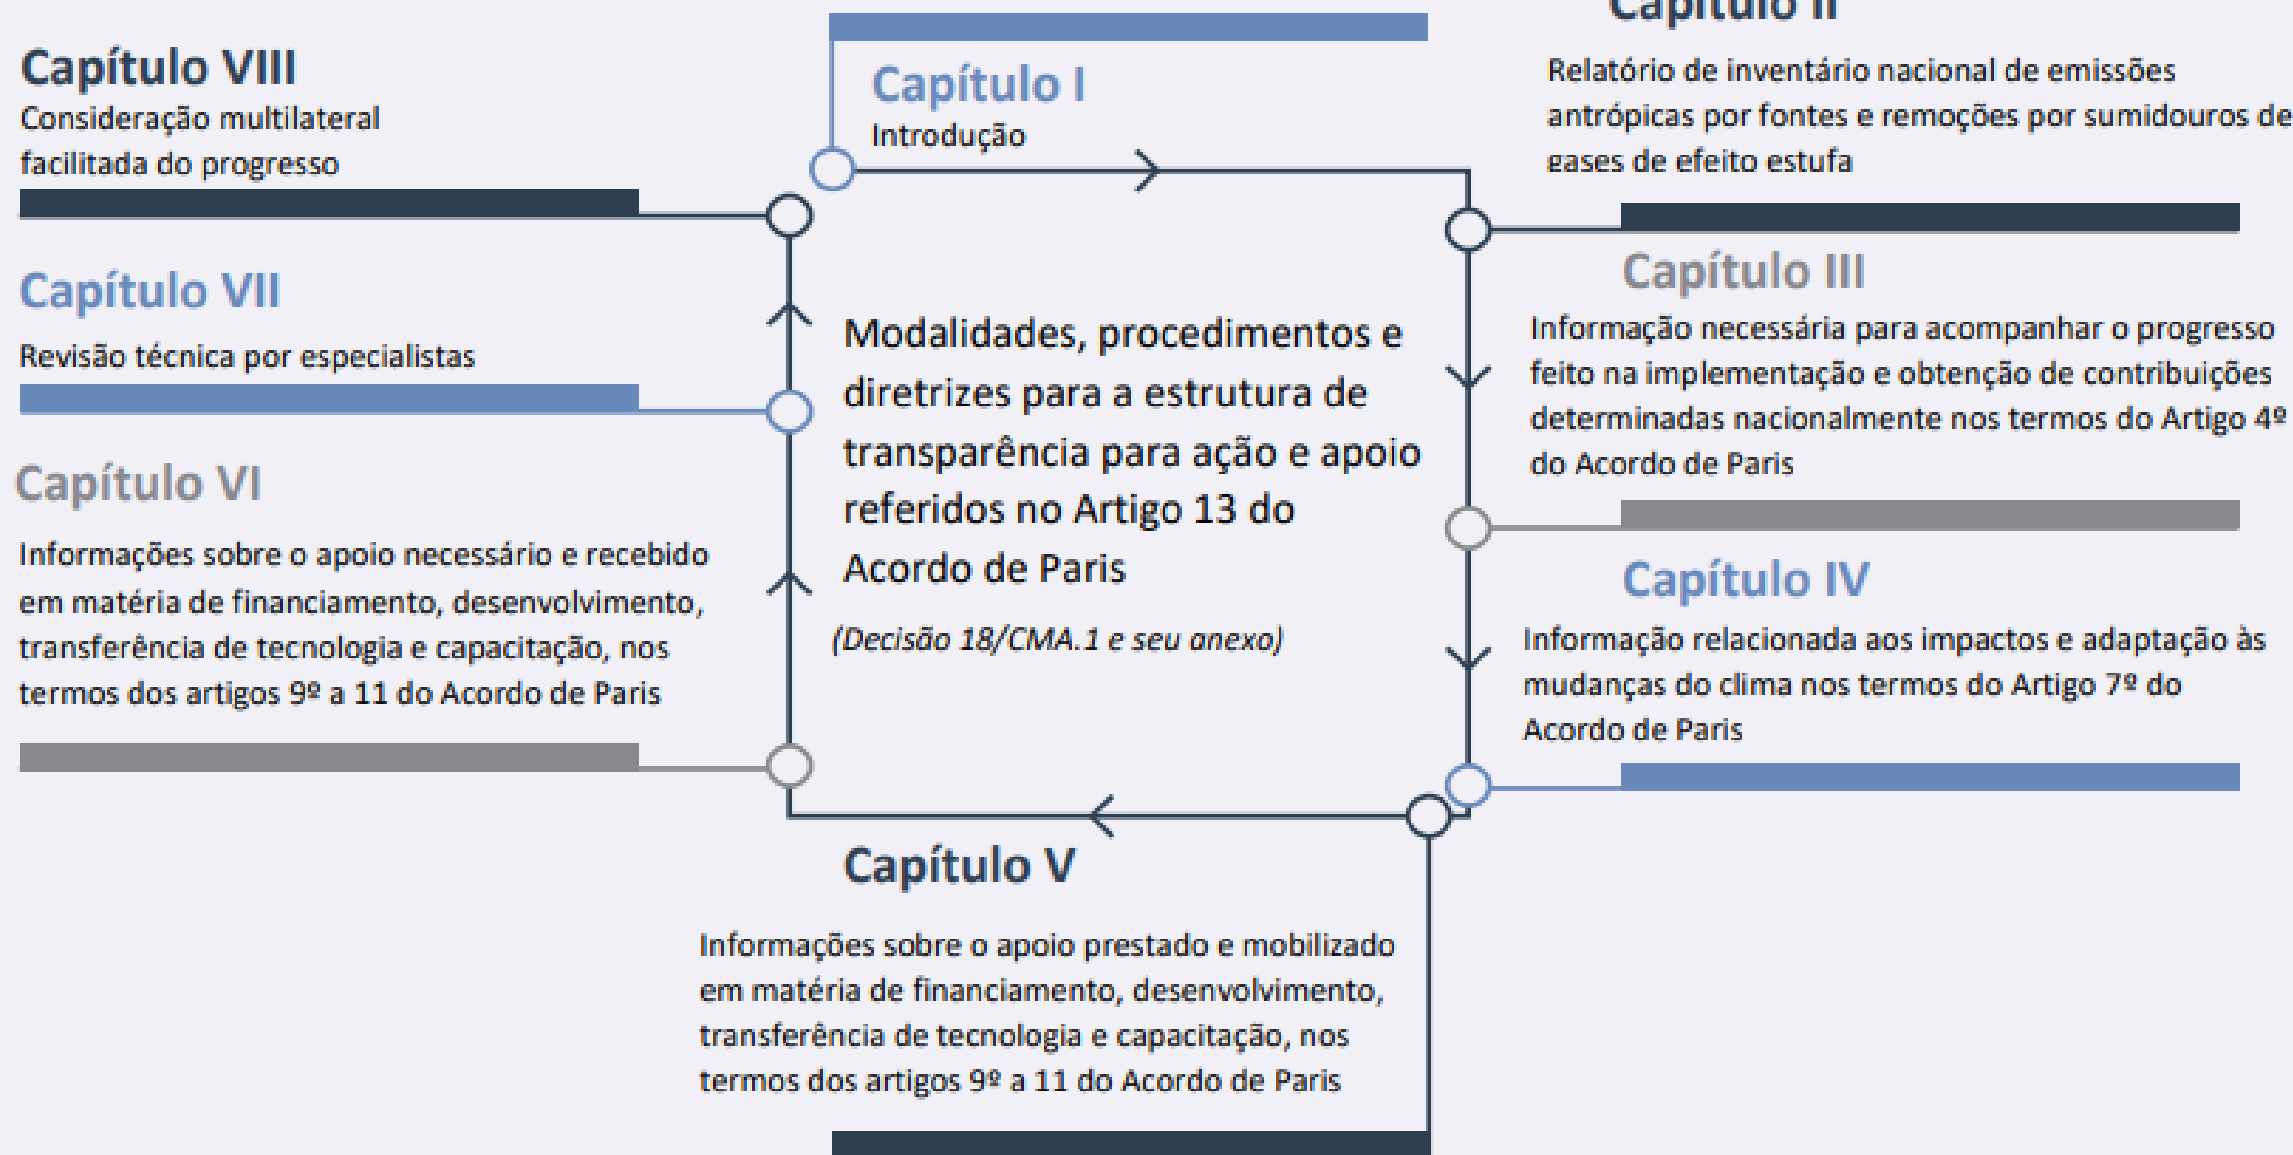 Capítulo I
Introdução
Capítulo II
Relatório de inventário nacional de emissões
antrópicas por fontes e remoções por sumidouros de
gases de efeito estufa
Capítulo III
Informação necessária para acompanhar o progresso
feito na implementação e obtenção de contribuições
determinadas nacionalmente nos termos do Artigo 4º
do Acordo de Paris
Capítulo IV
Informação relacionada aos impactos e adaptação às
mudanças do clima nos termos do Artigo 7º do
Acordo de Paris
Capítulo V
Informações sobre o apoio prestado e mobilizado
em matéria de financiamento, desenvolvimento,
transferência de tecnologia e capacitação, nos
termos dos artigos 9º a 11 do Acordo de Paris
Capítulo VI
Informações sobre o apoio necessário e recebido
em matéria de financiamento, desenvolvimento,
transferência de tecnologia e capacitação, nos
termos dos artigos 9º a 11 do Acordo de Paris
Capítulo VII
Revisão técnica por especialistas
Capítulo VIII
Consideração multilateral
facilitada do progresso
Modalidades, procedimentos e
diretrizes para a estrutura de
transparência para ação e apoio
referidos no Artigo 13 do
Acordo de Paris
(Decisão 18/CMA.1 e seu anexo)